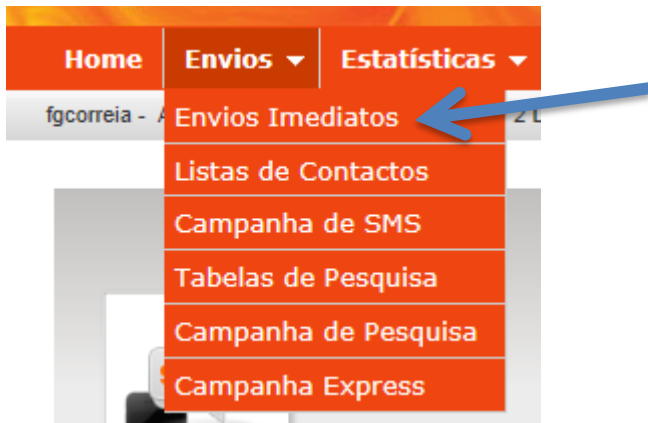 Home Envios Estatísticas
fgcorreia -
Envios Imediatos
Listas de Contactos
Campanha de SMS
Tabelas de Pesquisa
Campanha de Pesquisa
Campanha Express